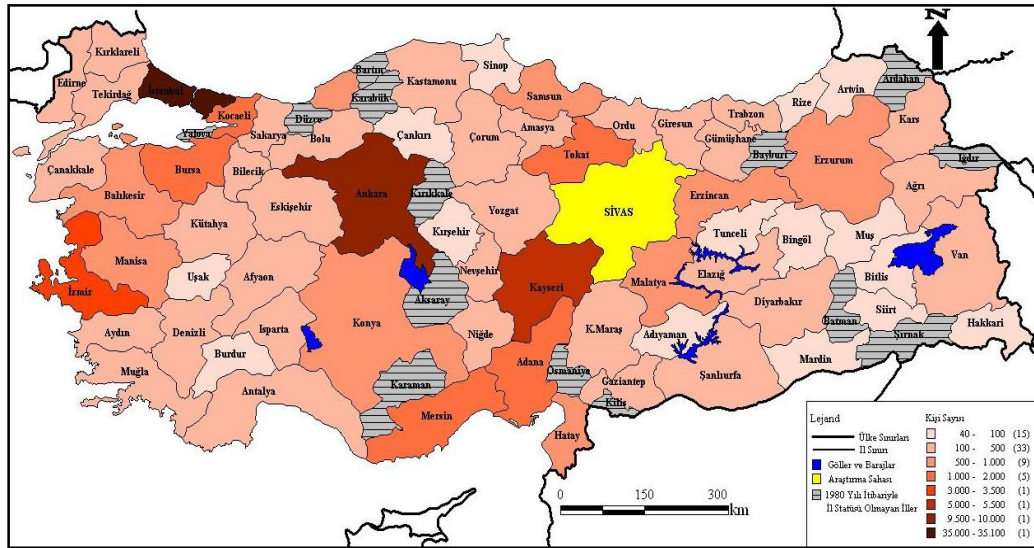 N
Kırklareli
Edirne
Tekirdağ
İstanbul
Kocaeli
Yalova
Sakarya
Düzce
Bolu
Bartın
Karabük
Kastamonu
Sinop
Çankırı
Samsun
Çorum
Amasya
Tokat
Ordu
Giresun
Gümüşhane
Trabzon
Rize
Artvin
Ardahan
Kars
Bayburt
Erzurum
Iğdır
Ağrı
Çanakkale
Balıkesir
Bursa
Bilecik
Eskişehir
Kütahya
Ankara
Kırıkkale
Kırşehir
Yozgat
SİVAS
Erzincan
Tunceli
Bingöl
Muş
Bitlis
Van
Manisa
İzmir
Uşak
Afyon
Konya
Aksaray
Nevşehir
Kayseri
Malatya
Elazığ
Diyarbakır
Batman
Siirt
Şırnak
Hakkari
Aydın
Denizli
Isparta
Burdur
Muğla
Antalya
Karaman
Niğde
Adana
Mersin
Osmaniye
K.Maraş
Adıyaman
Gaziantep
Kilis
Şanlıurfa
Mardin
Hatay
0 150 300
km
Lejand
Ülke Sınırları
İl Sınırı
Göller ve Barajlar
Araştırma Sahası
1980 Yılı İtibariyle
İl Statüsü Olmayan İller
Kişi Sayısı
40 - 100 (15)
100 - 500 (33)
500 - 1.000 (9)
1.000 - 2.000 (5)
3.000 - 3.500 (1)
5.000 - 5.500 (1)
9.500 - 10.000 (1)
35.000 - 35.100 (1)